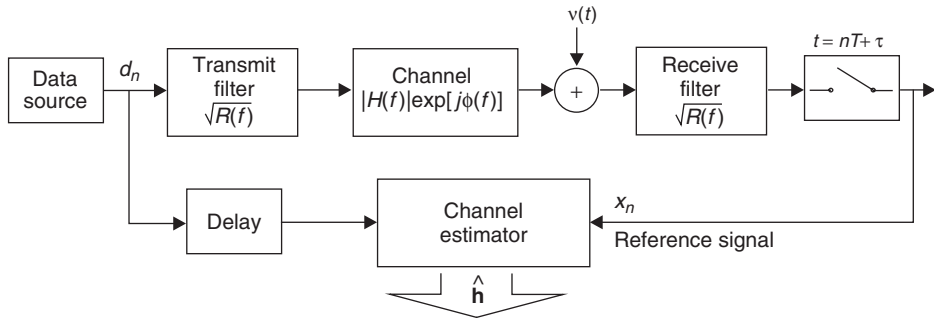 ν(t)
t = nT + τ
Data
source
dₙ
Transmit
filter
√R(f)
Channel
|H(f)|exp[jϕ(f)]
+
Receive
filter
√R(f)
Delay
Channel
estimator
xₙ
Reference signal
ĥ